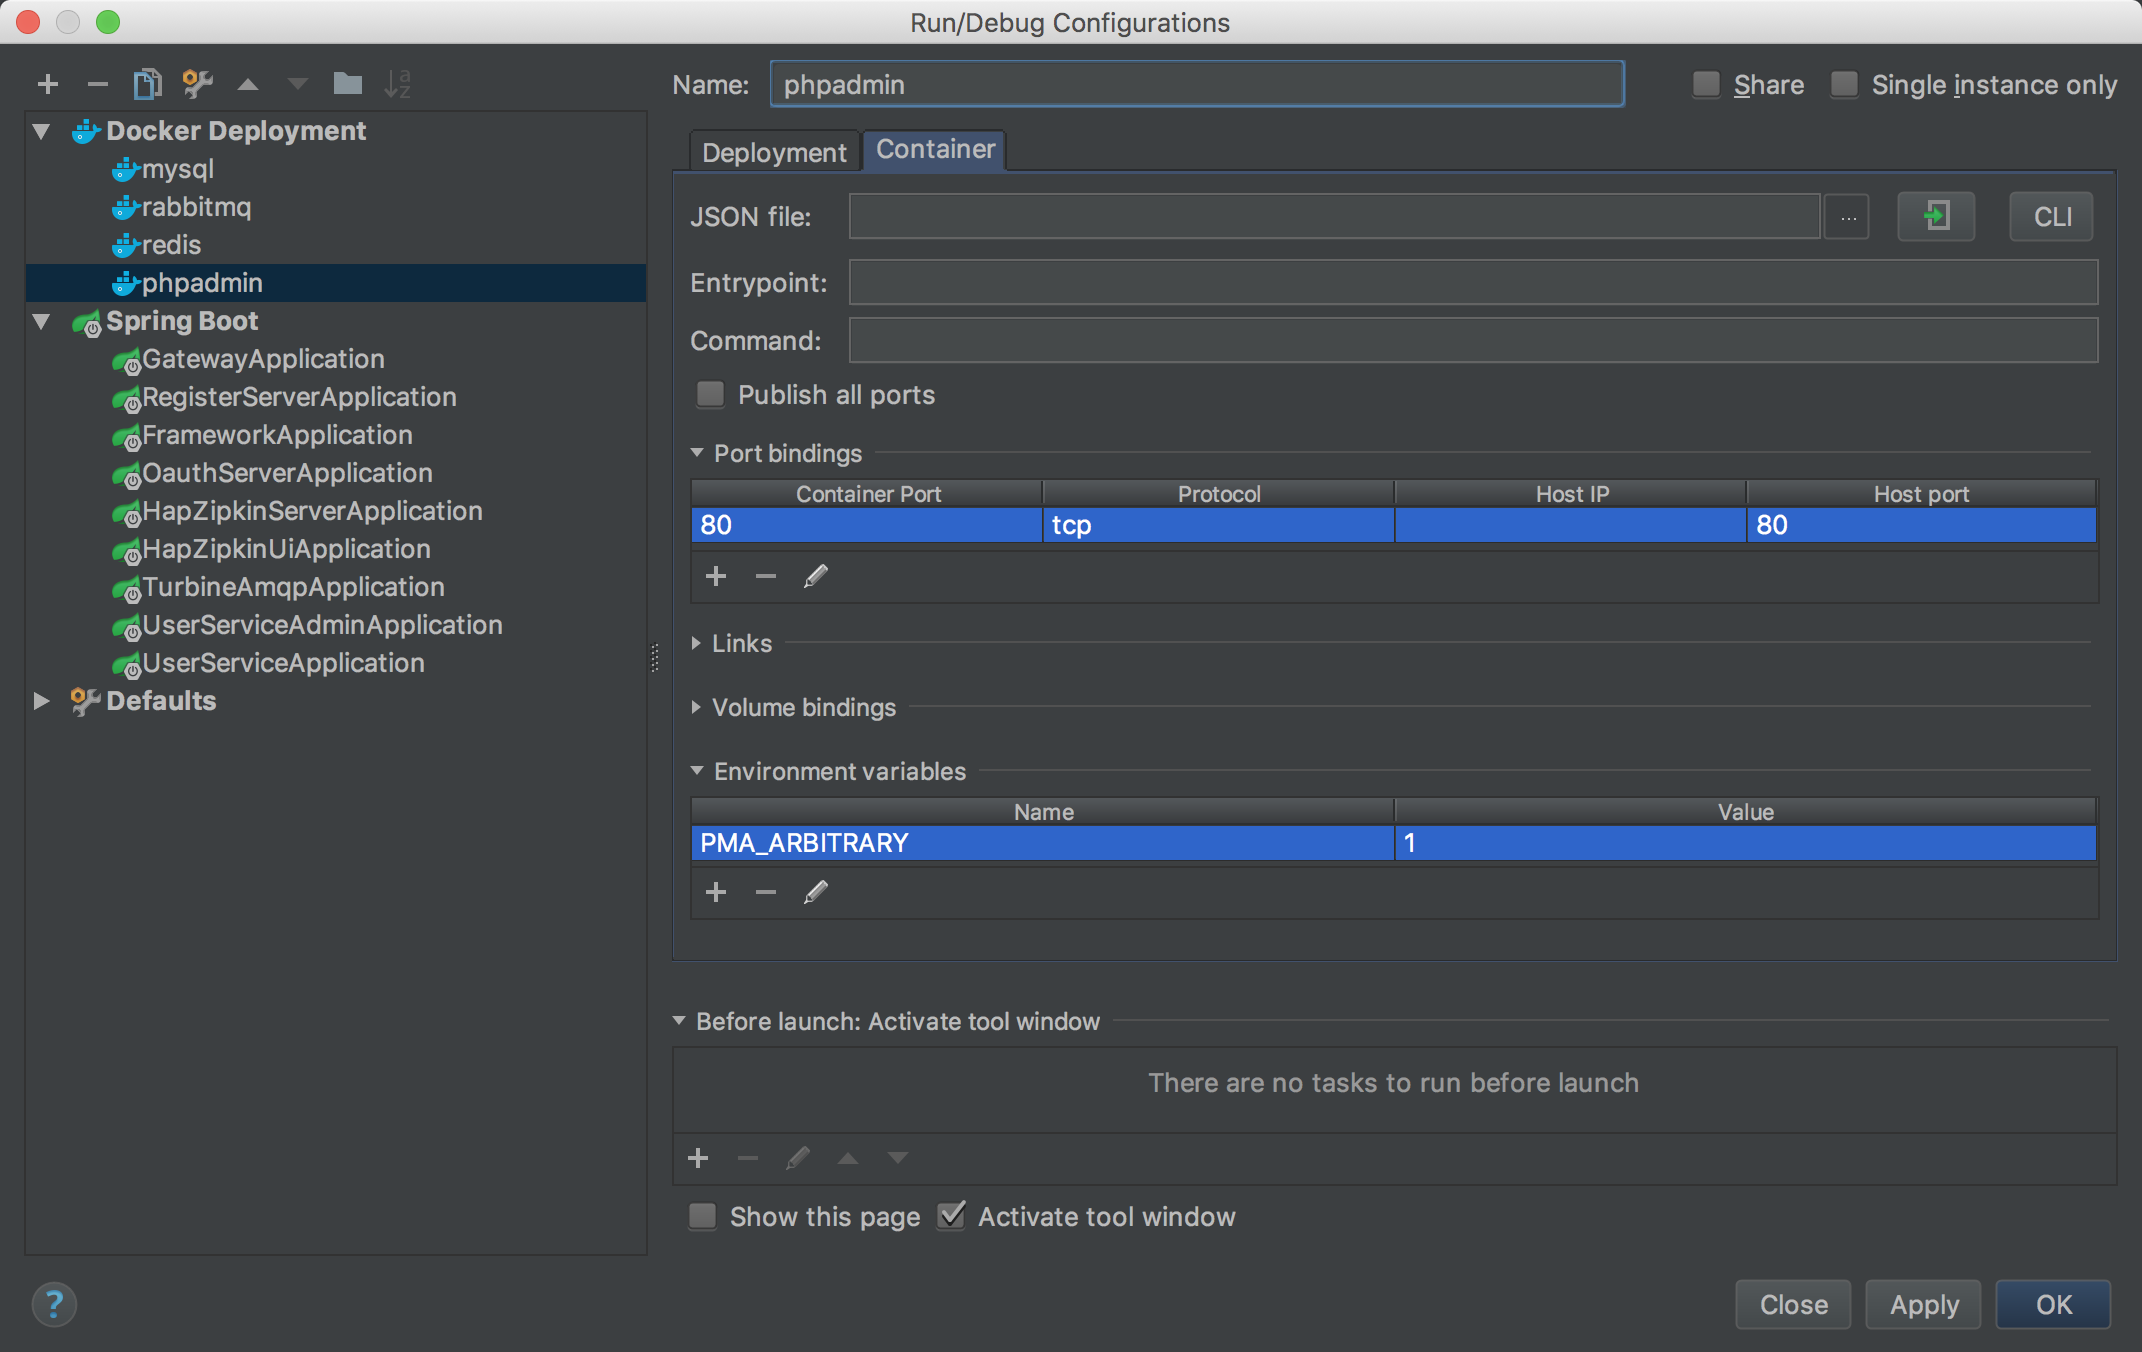 Run/Debug Configurations
Name: phpadmin Share Single instance only
Docker Deployment
mysql
rabbitmq
redis
phpadmin
Spring Boot
GatewayApplication
RegisterServerApplication
FrameworkApplication
OauthServerApplication
HapZipkinServerApplication
HapZipkinUiApplication
TurbineAmqpApplication
UserServiceAdminApplication
UserServiceApplication
Defaults
Deployment Container
JSON file: ... CLI
Entrypoint:
Command:
Publish all ports
Port bindings
Container Port Protocol Host IP Host port
80 tcp 80
Links
Volume bindings
Environment variables
Name Value
PMA_ARBITRARY 1
Before launch: Activate tool window
There are no tasks to run before launch
Show this page Activate tool window
? Close Apply OK